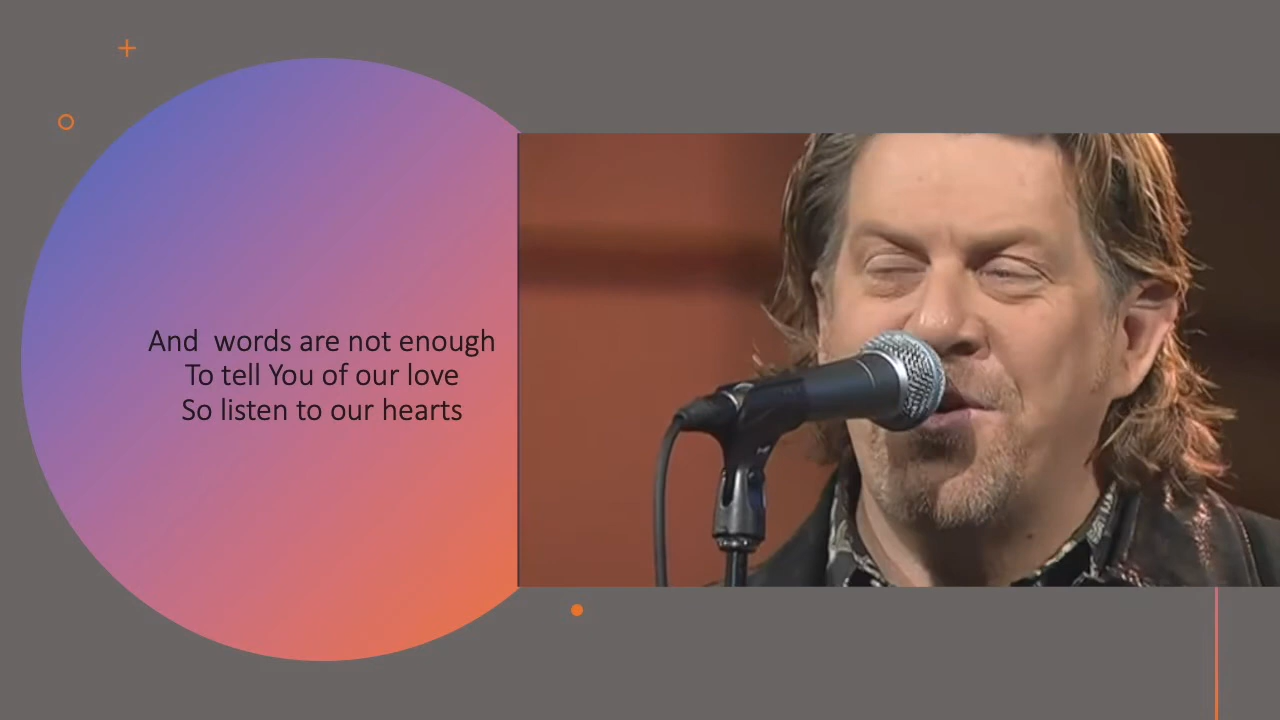 And  words are not enough
To tell You of our love
So listen to our hearts